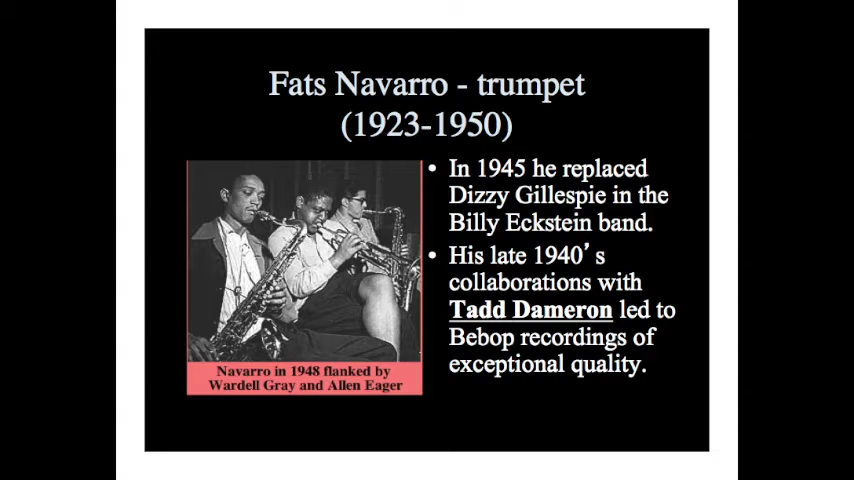 Fats Navarro - trumpet
(1923-1950)
• In 1945 he replaced
Dizzy Gillespie in the
Billy Eckstein band.
• His late 1940’s
collaborations with
Tadd Dameron led to
Bebop recordings of
exceptional quality.
Navarro in 1948 flanked by
Wardell Gray and Allen Eager